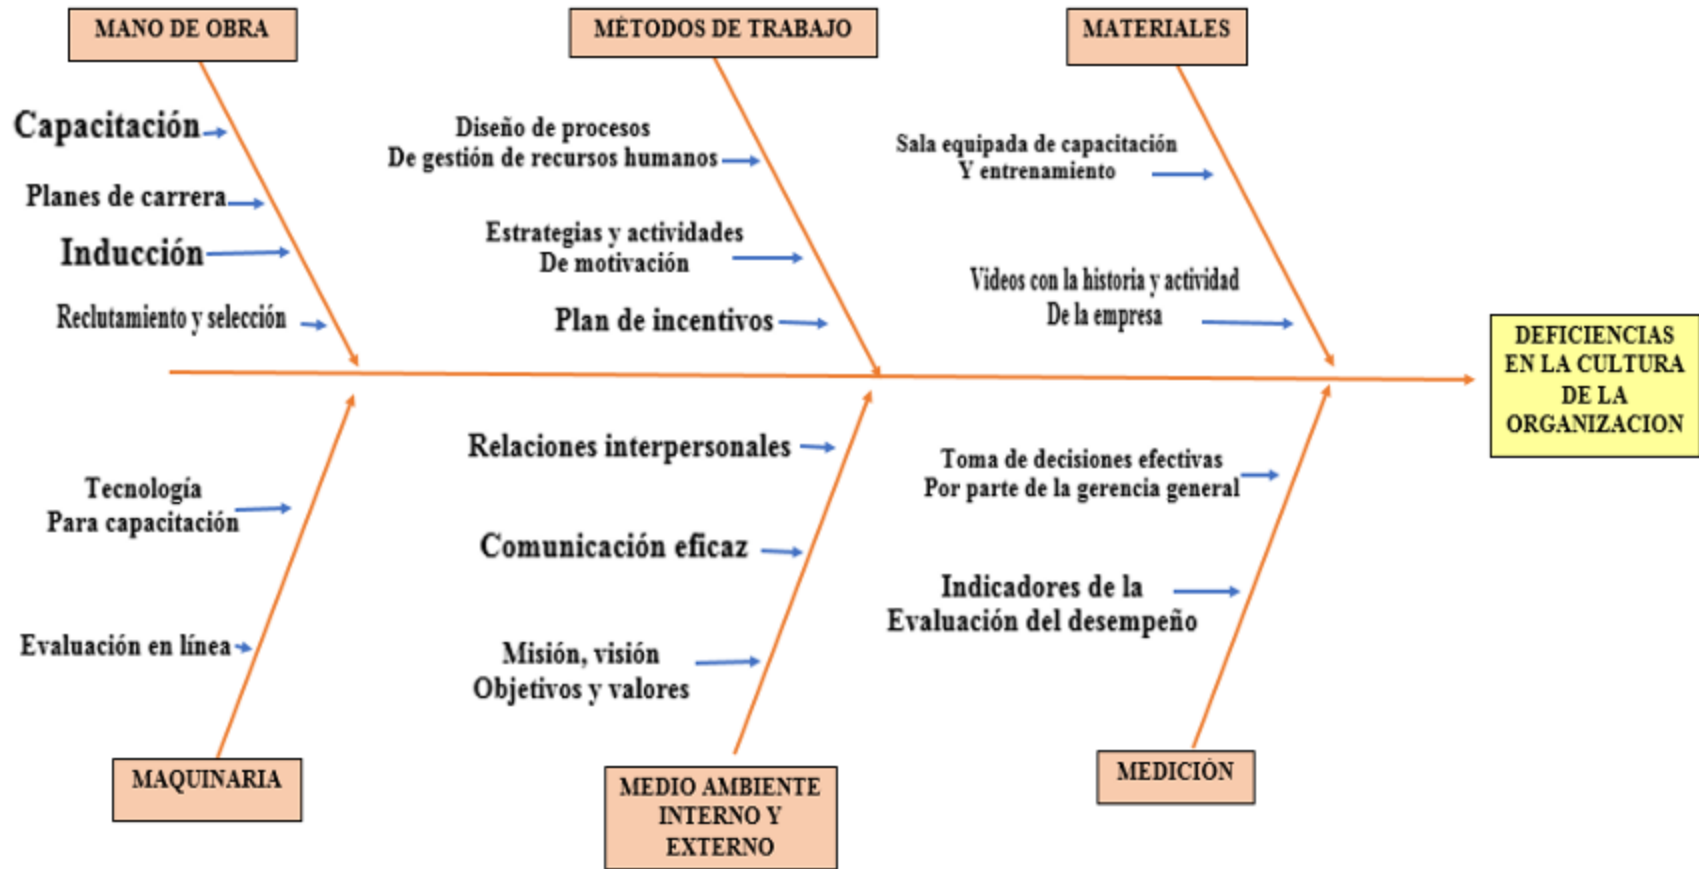 MANO DE OBRA
MÉTODOS DE TRABAJO
MATERIALES
Capacitación
Planes de carrera
Inducción
Reclutamiento y selección
Diseño de procesos
De gestión de recursos humanos
Estrategias y actividades
De motivación
Plan de incentivos
Sala equipada de capacitación
Y entrenamiento
Videos con la historia y actividad
De la empresa
DEFICIENCIAS
EN LA CULTURA
DE LA
ORGANIZACION
Tecnología
Para capacitación
Evaluación en línea
Relaciones interpersonales
Comunicación eficaz
Misión, visión
Objetivos y valores
Toma de decisiones efectivas
Por parte de la gerencia general
Indicadores de la
Evaluación del desempeño
MAQUINARIA
MEDIO AMBIENTE
INTERNO Y
EXTERNO
MEDICIÓN